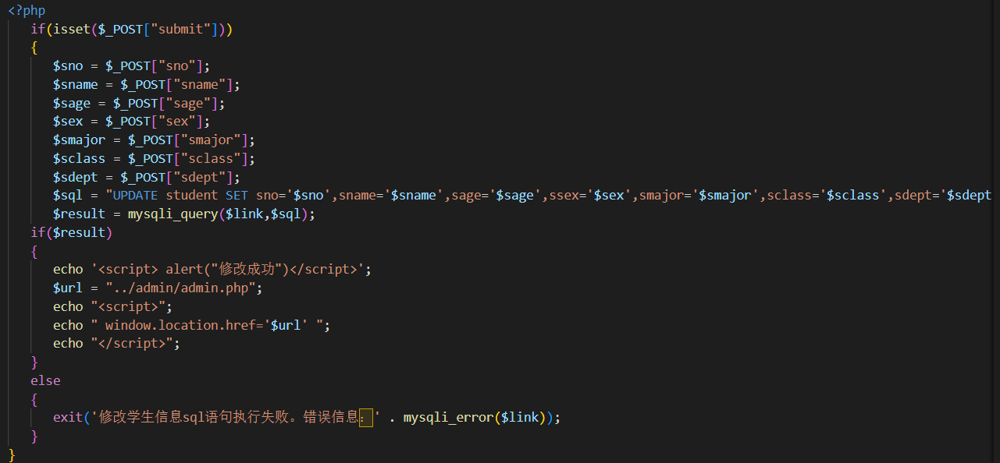 <?php
if(isset($_POST["submit"]))
{
$sno = $_POST["sno"];
$sname = $_POST["sname"];
$sage = $_POST["sage"];
$sex = $_POST["sex"];
$smajor = $_POST["smajor"];
$sclass = $_POST["sclass"];
$sdept = $_POST["sdept"];
$sql = "UPDATE student SET sno='$sno',sname='$sname',sage='$sage',ssex='$sex',smajor='$smajor',sclass='$sclass',sdept='$sdept
$result = mysqli_query($link,$sql);
if($result)
{
echo '<script> alert("修改成功")</script>';
$url = "../admin/admin.php";
echo "<script>";
echo " window.location.href='$url' ";
echo "</script>";
}
else
{
exit('修改学生信息sql语句执行失败。错误信息：' . mysqli_error($link));
}
}